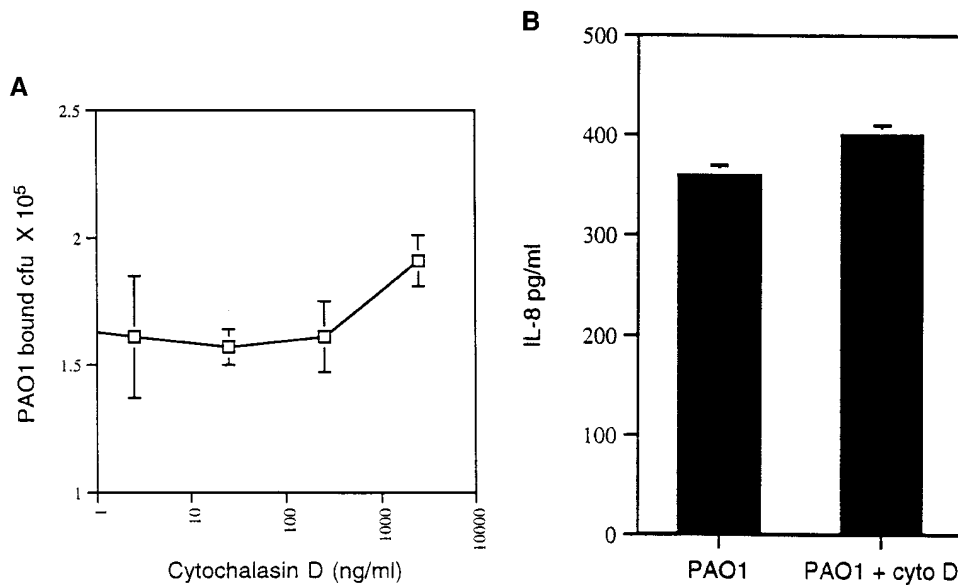 A
2.5
2
1.5
1
PAO1 bound cfu X 10⁵
1
10
100
1000
10000
Cytochalasin D (ng/ml)
B
500
400
300
200
100
0
IL-8 pg/ml
PAO1
PAO1 + cyto D